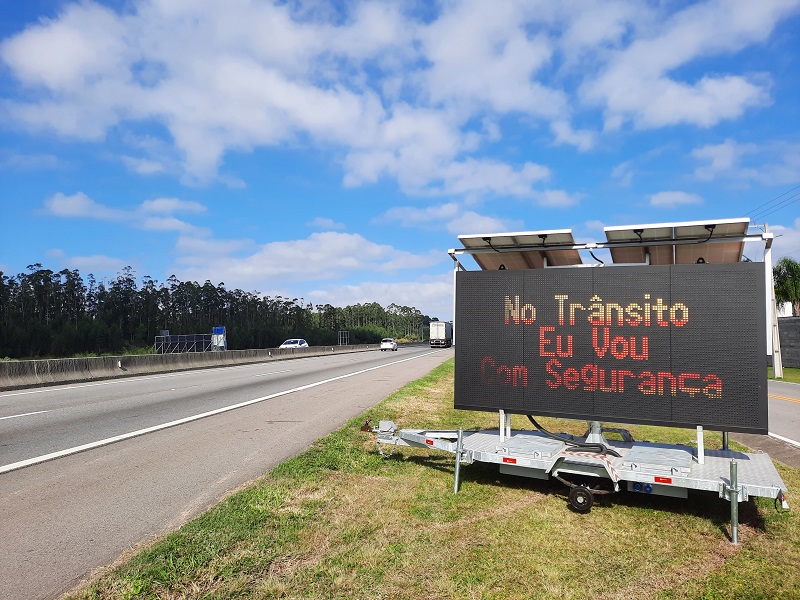 No Trânsito
Eu Vou
Com Segurança